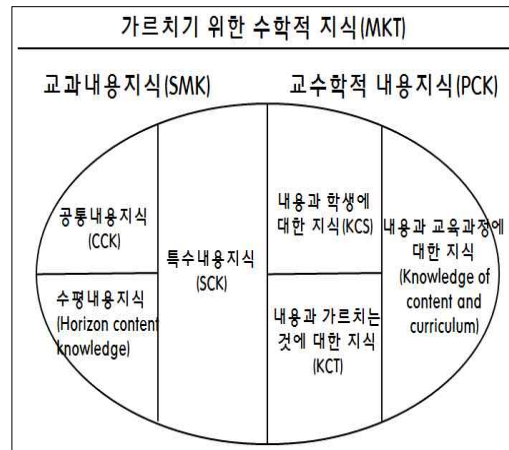 가르치기 위한 수학적 지식(MKT)
교과내용지식(SMK)
교수학적 내용지식(PCK)
공통내용지식
(CCK)
수평내용지식
(Horizon content
knowledge)
특수내용지식
(SCK)
내용과 학생에
대한 지식(KCS)
내용과 가르치는
것에 대한 지식
(KCT)
내용과 교육과정에
대한 지식
(Knowledge of
content and
curriculum)